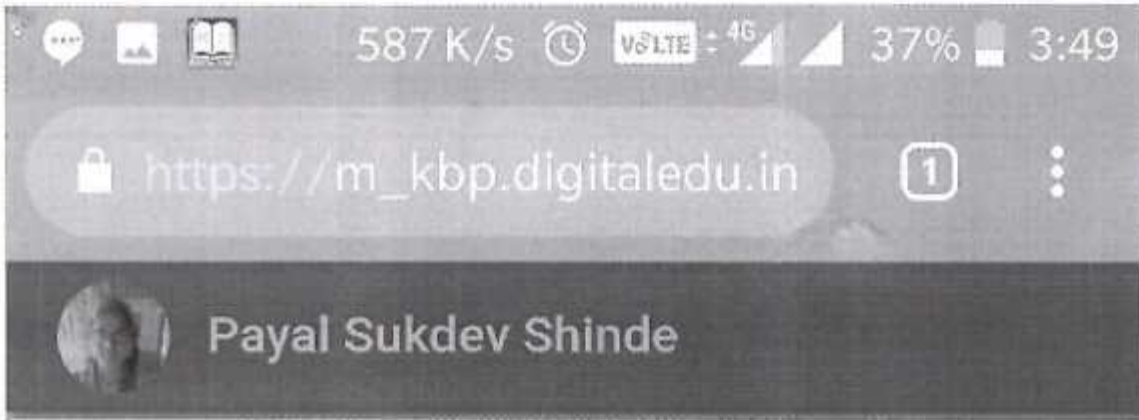 587 K/s VoLTE 4G 37% 3:49
https://m_kbp.digitaledu.in 1
Payal Sukdev Shinde